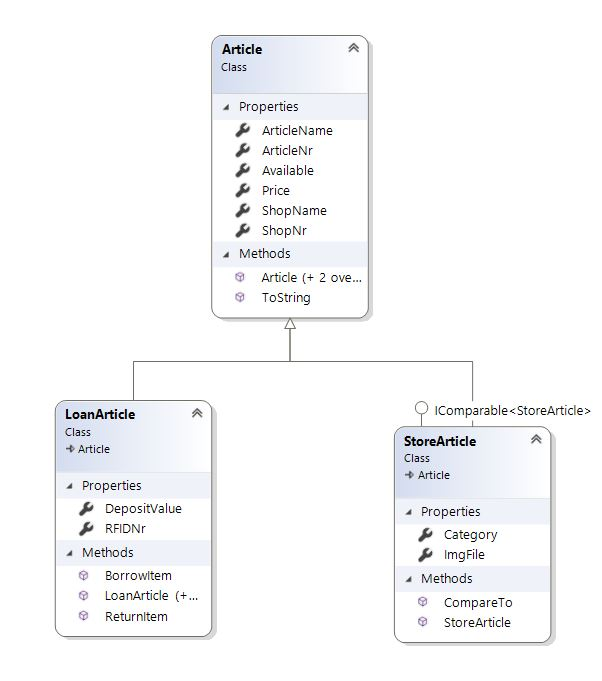 Article
Class
Properties
ArticleName
ArticleNr
Available
Price
ShopName
ShopNr
Methods
Article (+ 2 ove...
ToString
LoanArticle
Class
Article
Properties
DepositValue
RFIDNr
Methods
BorrowItem
LoanArticle (+...
ReturnItem
IComparable<StoreArticle>
StoreArticle
Class
Article
Properties
Category
ImgFile
Methods
CompareTo
StoreArticle